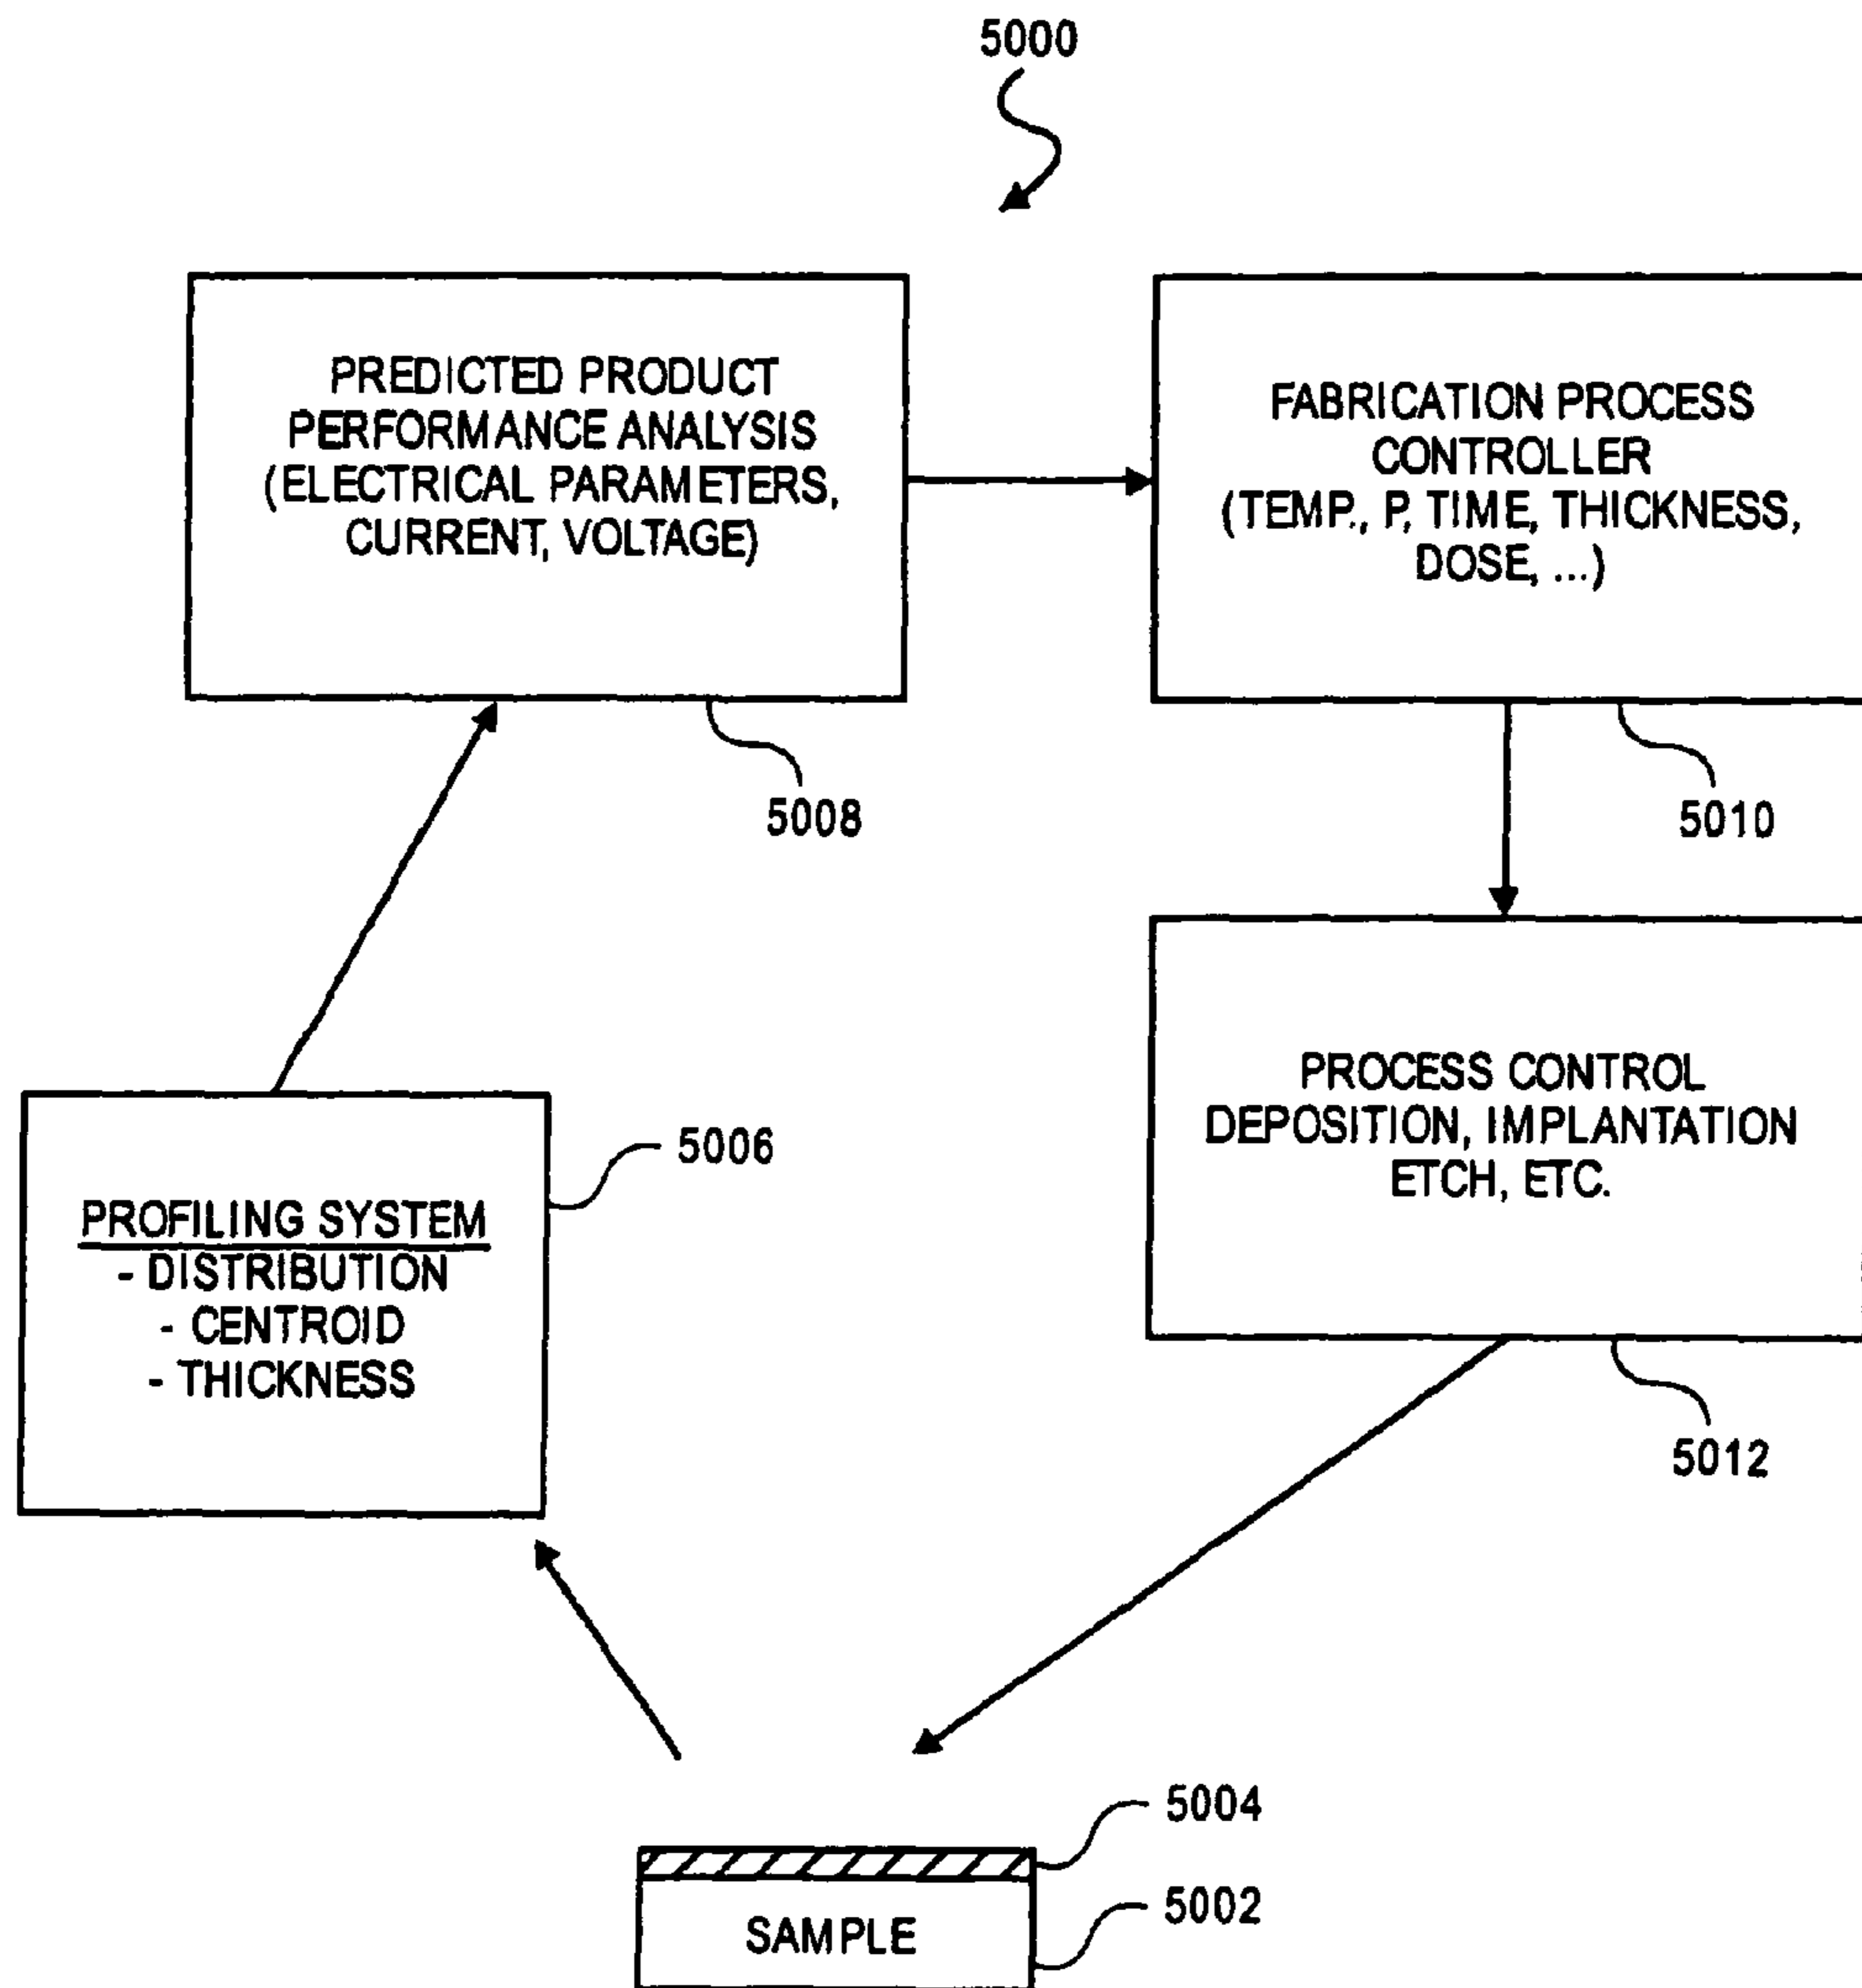 5000
PREDICTED PRODUCT
PERFORMANCE ANALYSIS
(ELECTRICAL PARAMETERS,
CURRENT, VOLTAGE)
5008
FABRICATION PROCESS
CONTROLLER
(TEMP., P, TIME, THICKNESS,
DOSE, ...)
5010
PROFILING SYSTEM
- DISTRIBUTION
- CENTROID
- THICKNESS
5006
PROCESS CONTROL
DEPOSITION, IMPLANTATION
ETCH, ETC.
5012
5004
SAMPLE
5002